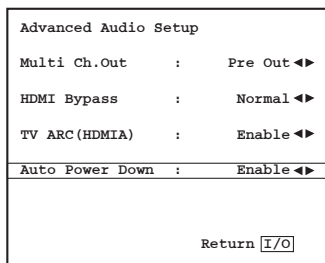 Advanced Audio Setup
Multi Ch.Out : Pre Out ◄►
HDMI Bypass : Normal ◄►
TV ARC(HDMIA) : Enable ◄►
Auto Power Down : Enable ◄►
Return I/O